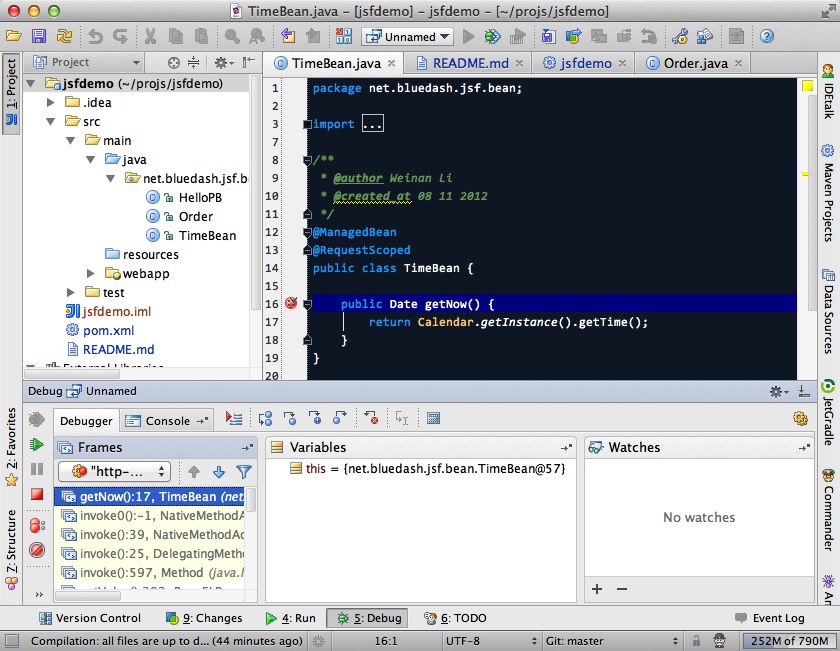 TimeBean.java - [jsfdemo] - jsfdemo - [~/projs/jsfdemo]
Unnamed
1: Project
Project
jsfdemo (~/projs/jsfdemo)
.idea
src
main
java
net.bluedash.jsf.b
HelloPB
Order
TimeBean
resources
webapp
test
jsfdemo.iml
pom.xml
README.md
TimeBean.java
README.md
jsfdemo
Order.java
1 package net.bluedash.jsf.bean;
2
3 import ...
7
8 /**
9 * @author Weinan Li
10 * @created_at 08 11 2012
11 */
12 @ManagedBean
13 @RequestScoped
14 public class TimeBean {
15
16 public Date getNow() {
17 return Calendar.getInstance().getTime();
18 }
19 }
20
IDEtalk
Maven Projects
Data Sources
JetGradle
Commander
An
Debug Unnamed
2: Favorites
7: Structure
Debugger
Console
Frames
"http-...
getNow():17, TimeBean (net
invoke0():-1, NativeMethodA
invoke():39, NativeMethodAc
invoke():25, DelegatingMeth
invoke():597, Method (java.l
Variables
this = {net.bluedash.jsf.bean.TimeBean@57}
Watches
No watches
Version Control
9: Changes
4: Run
5: Debug
6: TODO
Event Log
Compilation: all files are up to d... (44 minutes ago)
16:1
UTF-8
Git: master
252M of 790M